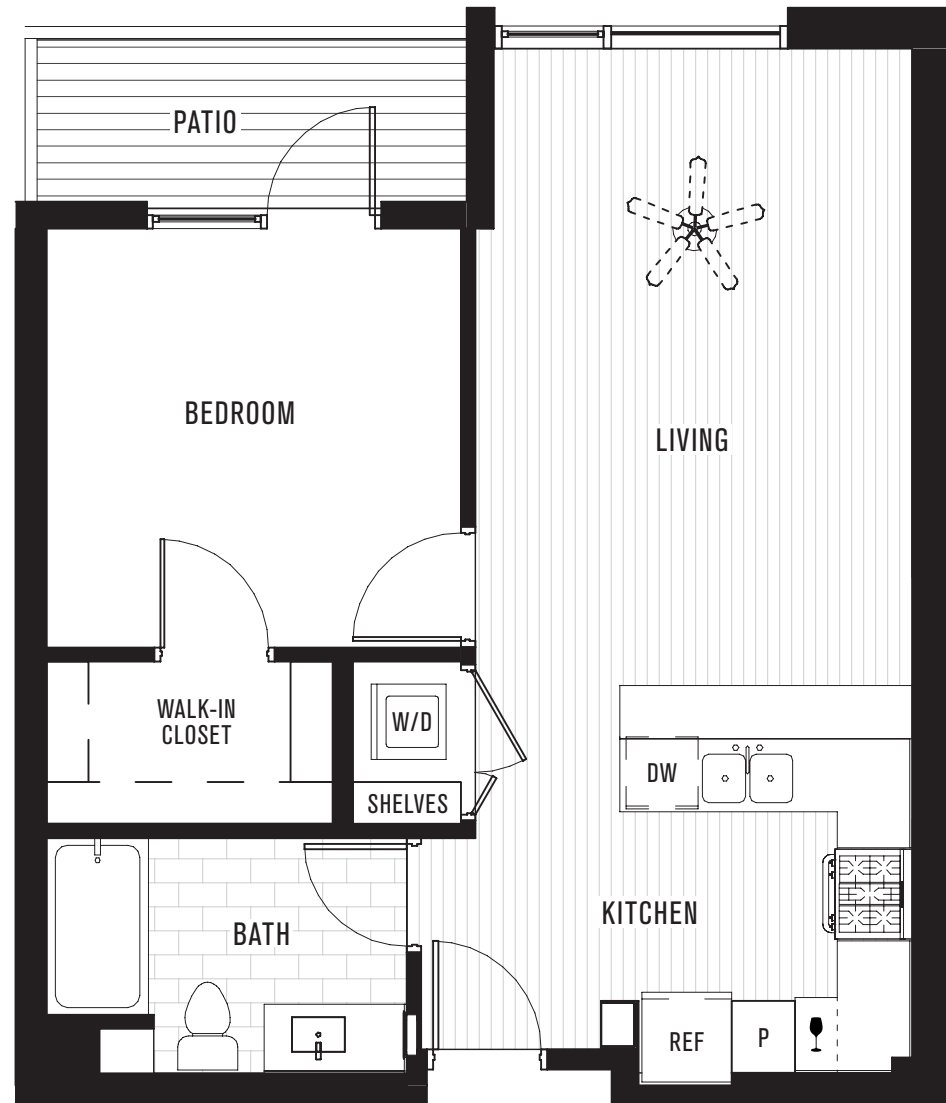 PATIO
BEDROOM
LIVING
WALK-IN
CLOSET
W/D
DW
SHELVES
KITCHEN
BATH
REF
P